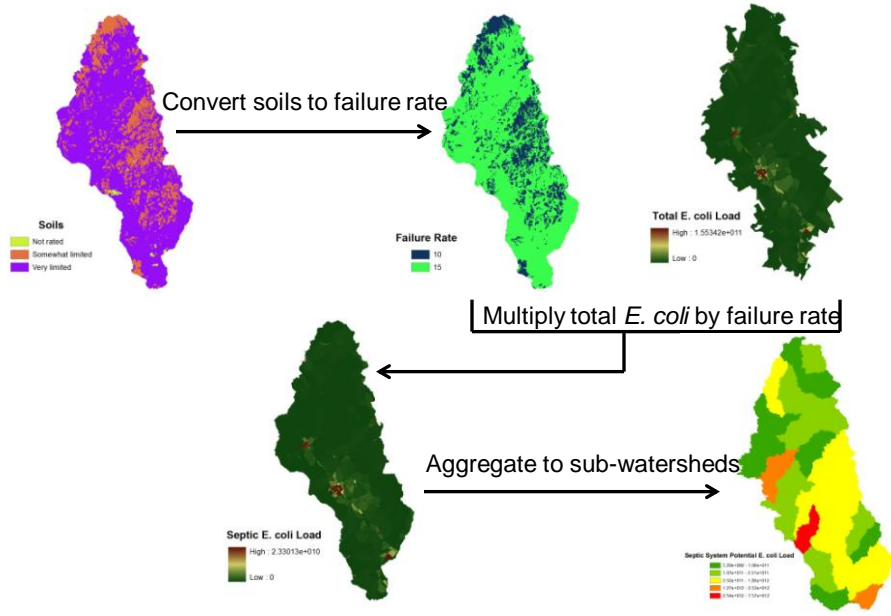 Convert soils to failure rate
Soils
Not rated
Somewhat limited
Very limited
Failure Rate
10
15
Total E. coli Load
High : 1.55342e+011
Low : 0
Multiply total E. coli by failure rate
Septic E. coli Load
High : 2.33013e+010
Low : 0
Aggregate to sub-watersheds
Septic System Potential E. coli Load